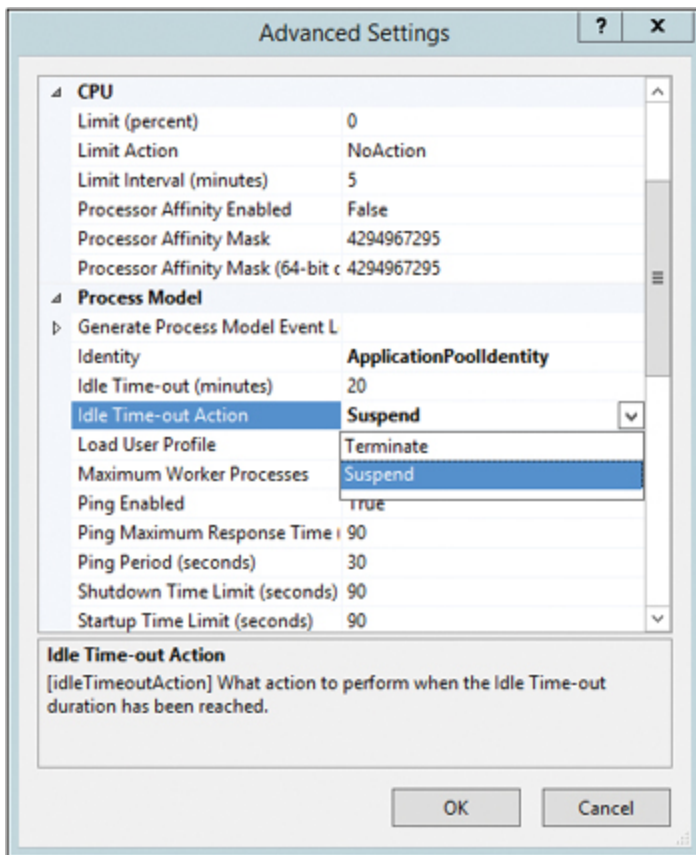 Advanced Settings
? x
CPU
Limit (percent) 0
Limit Action NoAction
Limit Interval (minutes) 5
Processor Affinity Enabled False
Processor Affinity Mask 4294967295
Processor Affinity Mask (64-bit c 4294967295
Process Model
Generate Process Model Event L
Identity ApplicationPoolIdentity
Idle Time-out (minutes) 20
Idle Time-out Action Suspend
Load User Profile Terminate
Maximum Worker Processes Suspend
Ping Enabled True
Ping Maximum Response Time ( 90
Ping Period (seconds) 30
Shutdown Time Limit (seconds) 90
Startup Time Limit (seconds) 90
Idle Time-out Action
[idleTimeoutAction] What action to perform when the Idle Time-out
duration has been reached.
OK Cancel